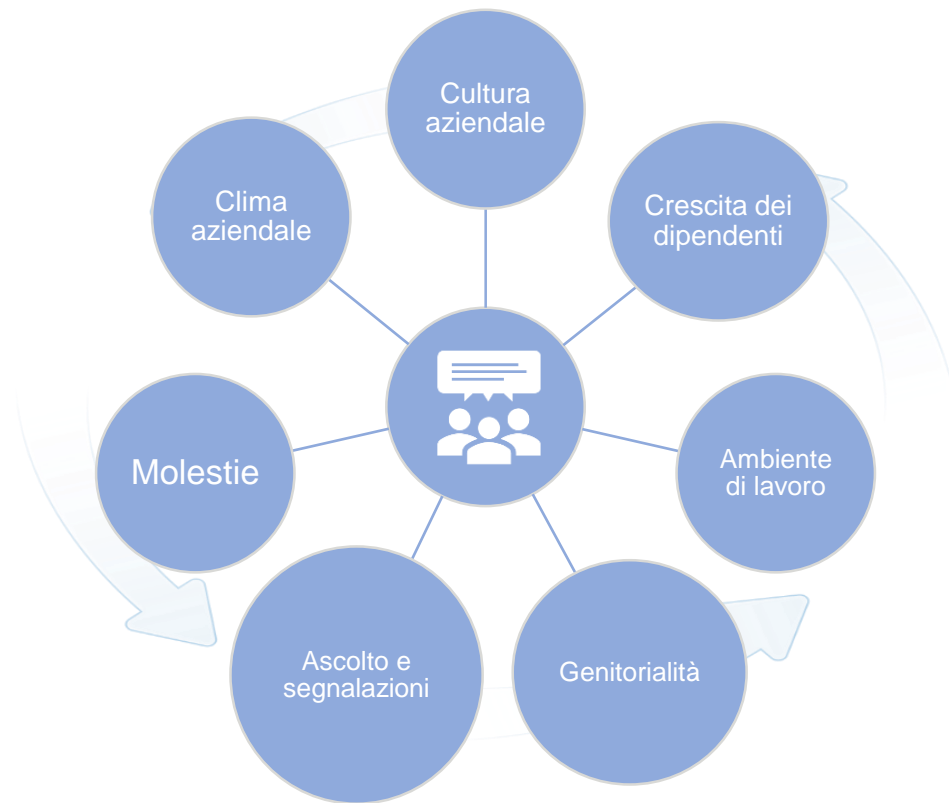 Cultura
aziendale
Crescita dei
dipendenti
Ambiente
di lavoro
Genitorialità
Ascolto e
segnalazioni
Molestie
Clima
aziendale